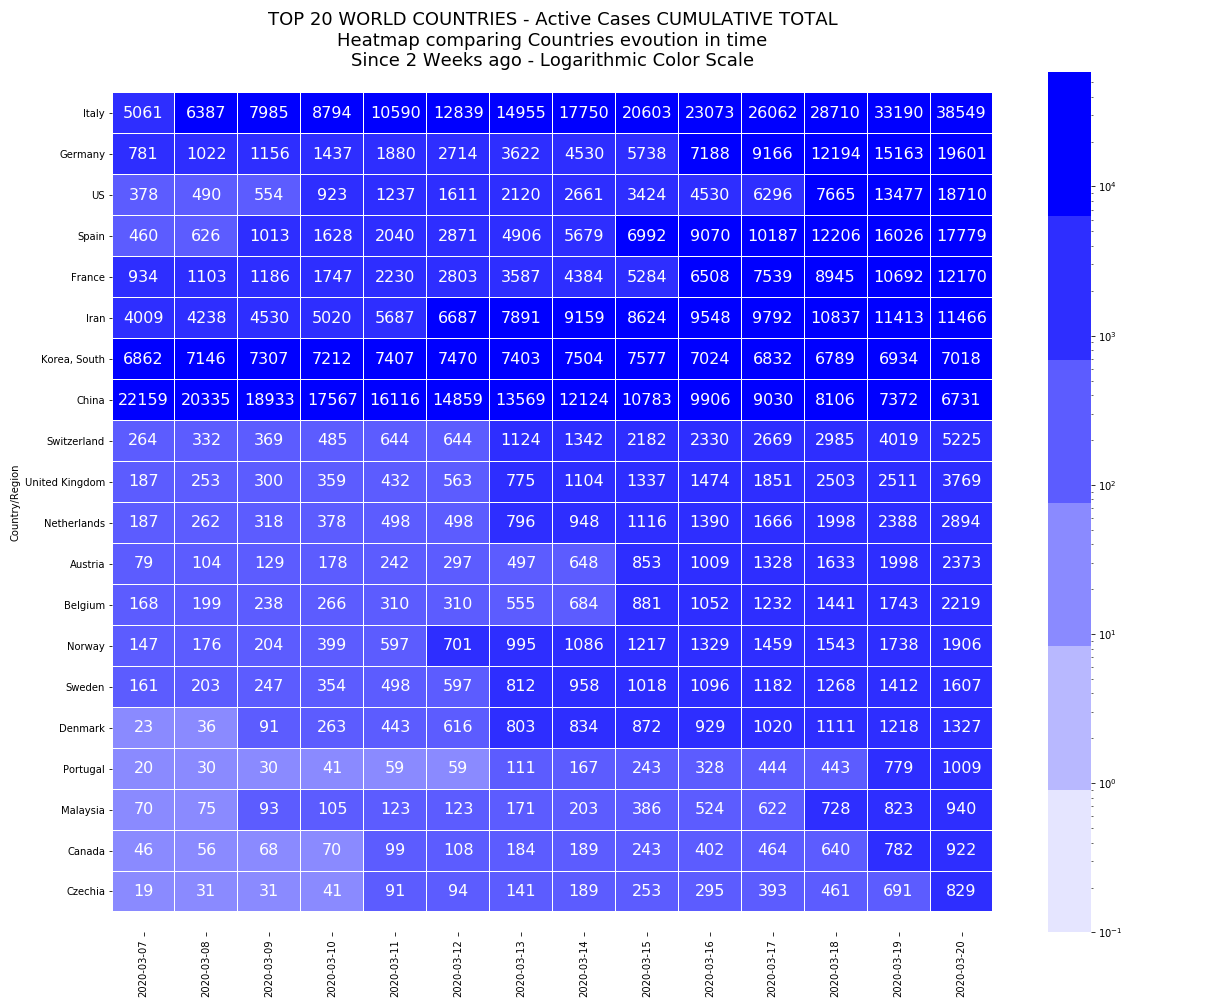 TOP 20 WORLD COUNTRIES - Active Cases CUMULATIVE TOTAL
Heatmap comparing Countries evoution in time
Since 2 Weeks ago - Logarithmic Color Scale
Italy 5061 6387 7985 8794 10590 12839 14955 17750 20603 23073 26062 28710 33190 38549
Germany 781 1022 1156 1437 1880 2714 3622 4530 5738 7188 9166 12194 15163 19601
US 378 490 554 923 1237 1611 2120 2661 3424 4530 6296 7665 13477 18710
Spain 460 626 1013 1628 2040 2871 4906 5679 6992 9070 10187 12206 16026 17779
France 934 1103 1186 1747 2230 2803 3587 4384 5284 6508 7539 8945 10692 12170
Iran 4009 4238 4530 5020 5687 6687 7891 9159 8624 9548 9792 10837 11413 11466
Korea, South 6862 7146 7307 7212 7407 7470 7403 7504 7577 7024 6832 6789 6934 7018
China 22159 20335 18933 17567 16116 14859 13569 12124 10783 9906 9030 8106 7372 6731
Switzerland 264 332 369 485 644 644 1124 1342 2182 2330 2669 2985 4019 5225
United Kingdom 187 253 300 359 432 563 775 1104 1337 1474 1851 2503 2511 3769
Netherlands 187 262 318 378 498 498 796 948 1116 1390 1666 1998 2388 2894
Austria 79 104 129 178 242 297 497 648 853 1009 1328 1633 1998 2373
Belgium 168 199 238 266 310 310 555 684 881 1052 1232 1441 1743 2219
Norway 147 176 204 399 597 701 995 1086 1217 1329 1459 1543 1738 1906
Sweden 161 203 247 354 498 597 812 958 1018 1096 1182 1268 1412 1607
Denmark 23 36 91 263 443 616 803 834 872 929 1020 1111 1218 1327
Portugal 20 30 30 41 59 59 111 167 243 328 444 443 779 1009
Malaysia 70 75 93 105 123 123 171 203 386 524 622 728 823 940
Canada 46 56 68 70 99 108 184 189 243 402 464 640 782 922
Czechia 19 31 31 41 91 94 141 189 253 295 393 461 691 829
Country/Region
2020-03-07 2020-03-08 2020-03-09 2020-03-10 2020-03-11 2020-03-12 2020-03-13 2020-03-14 2020-03-15 2020-03-16 2020-03-17 2020-03-18 2020-03-19 2020-03-20
10⁴
10³
10²
10¹
10⁰
10⁻¹